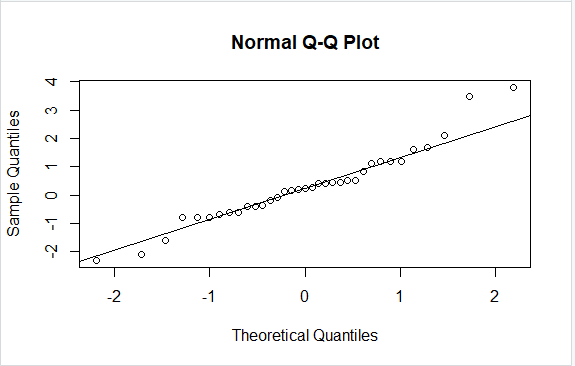 Normal Q-Q Plot
Sample Quantiles
4
3
2
1
0
-1
-2
-2 -1 0 1 2
Theoretical Quantiles